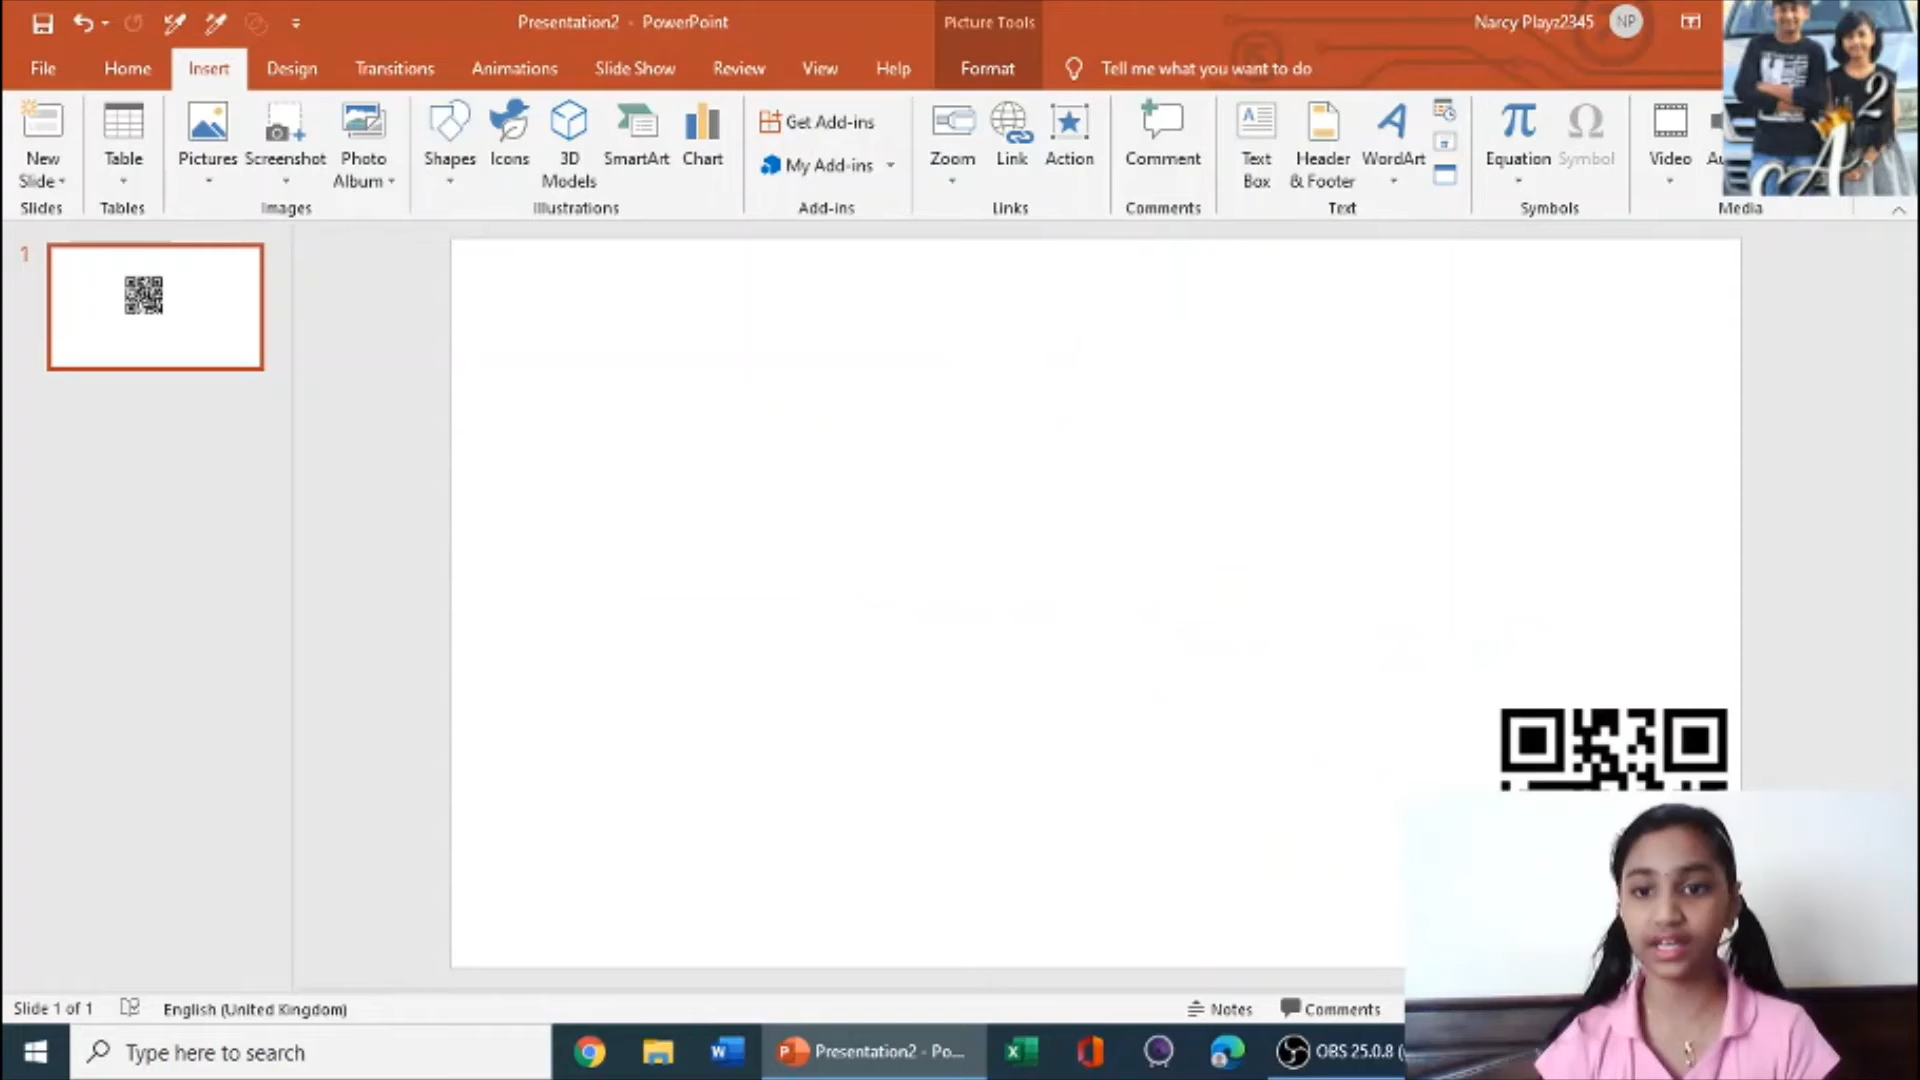 Presentation2 - PowerPoint
Picture Tools
Narcy Playz2345
NP
File
Home
Insert
Design
Transitions
Animations
Slide Show
Review
View
Help
Format
Tell me what you want to do
New
Slide
Table
Pictures
Screenshot
Photo
Album
Shapes
Icons
3D
Models
SmartArt
Chart
Get Add-ins
My Add-ins
Zoom
Link
Action
Comment
Text
Box
Header
& Footer
WordArt
Equation
Symbol
Video
A 2
Slides
Tables
Images
Illustrations
Add-ins
Links
Comments
Text
Symbols
Media
1
Slide 1 of 1
English (United Kingdom)
Notes
Comments
Type here to search
Presentation2 - Po...
OBS 25.0.8 (